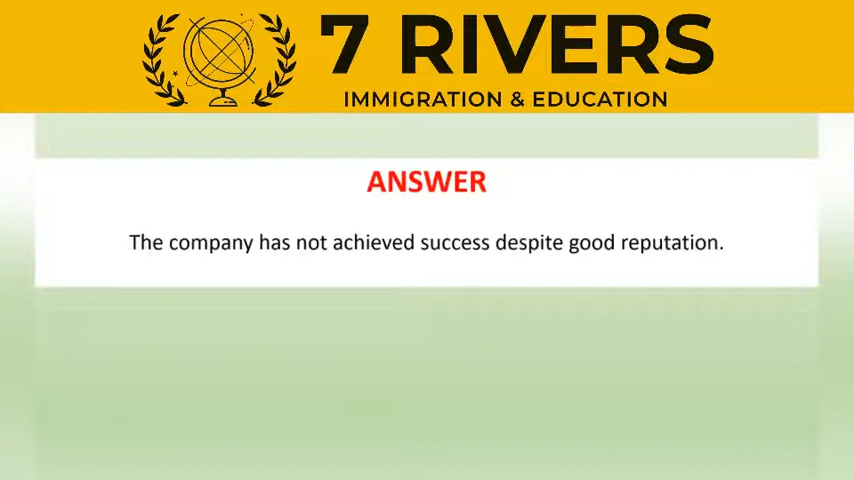 7 RIVERS
IMMIGRATION & EDUCATION
ANSWER
The company has not achieved success despite good reputation.